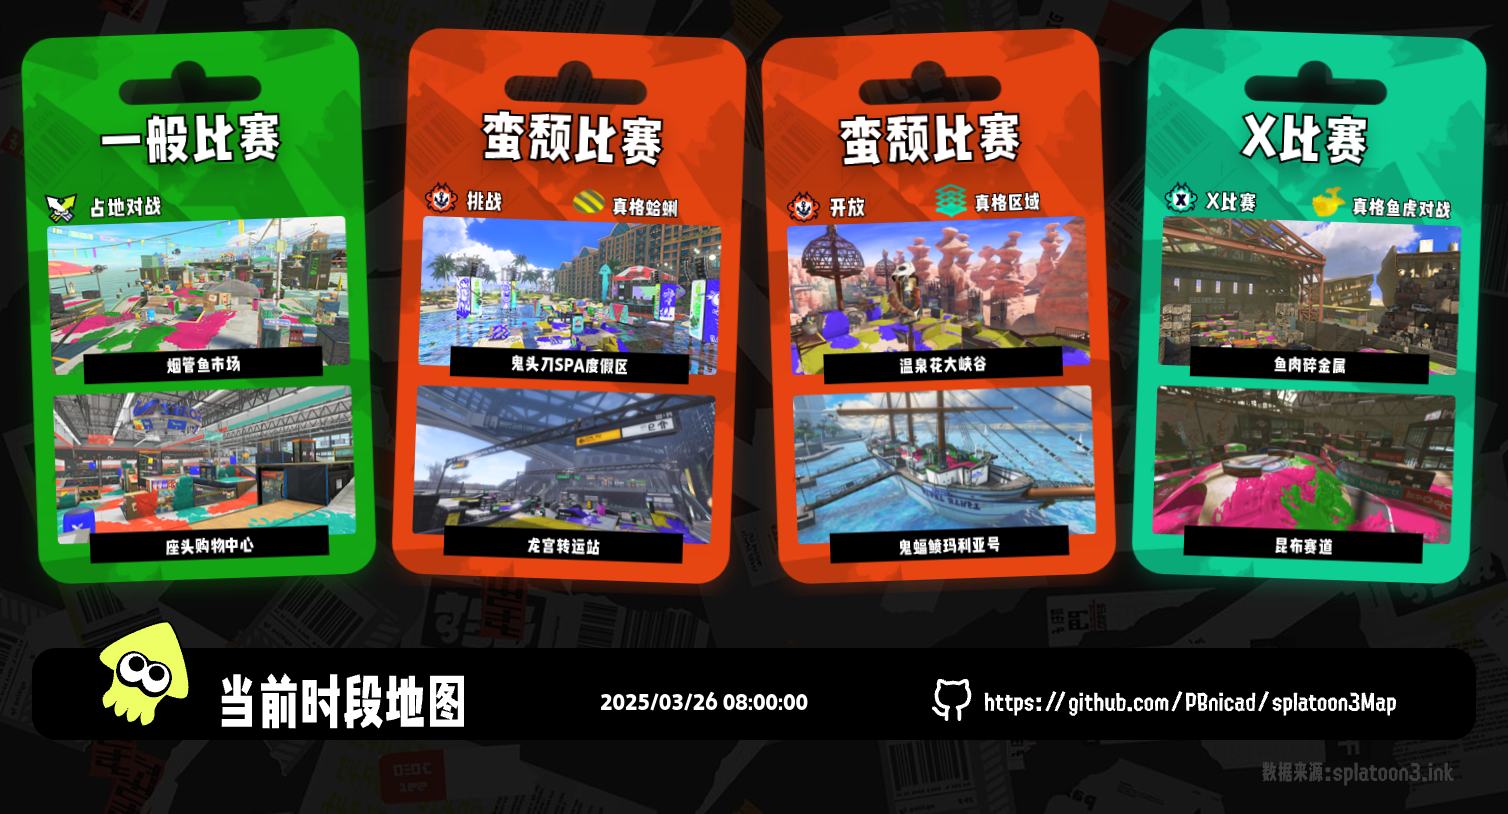 一般比赛
占地对战
烟管鱼市场
座头购物中心
蛮颓比赛
挑战
真格蛤蜊
鬼头刀SPA度假区
龙宫转运站
蛮颓比赛
开放
真格区域
温泉花大峡谷
鬼蝠鲼玛利亚号
X比赛
X比赛
真格鱼虎对战
鱼肉碎金属
昆布赛道
当前时段地图
2025/03/26 08:00:00
https://github.com/PBnicad/splatoon3Map
数据来源:splatoon3.ink